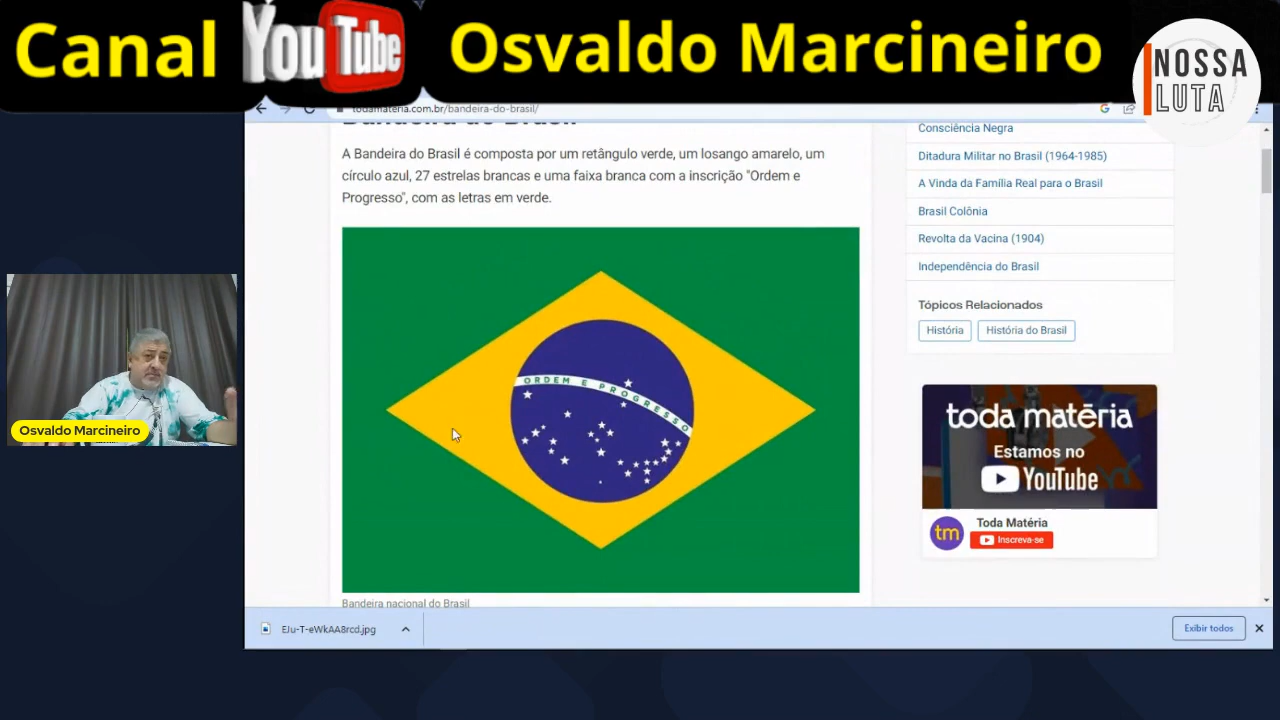 Canal YouTube Osvaldo Marcineiro
NOSSA
LUTA
todamateria.com.br/bandeira-do-brasil/
Bandeira do Brasil
A Bandeira do Brasil é composta por um retângulo verde, um losango amarelo, um
círculo azul, 27 estrelas brancas e uma faixa branca com a inscrição "Ordem e
Progresso", com as letras em verde.
ORDEM E PROGRESSO
Bandeira nacional do Brasil
Consciência Negra
Ditadura Militar no Brasil (1964-1985)
A Vinda da Família Real para o Brasil
Brasil Colônia
Revolta da Vacina (1904)
Independência do Brasil
Tópicos Relacionados
História
História do Brasil
toda matéria
Estamos no
YouTube
tm
Toda Matéria
Inscreva-se
Osvaldo Marcineiro
EJu-T-eWkAA8rcd.jpg
Exibir todos